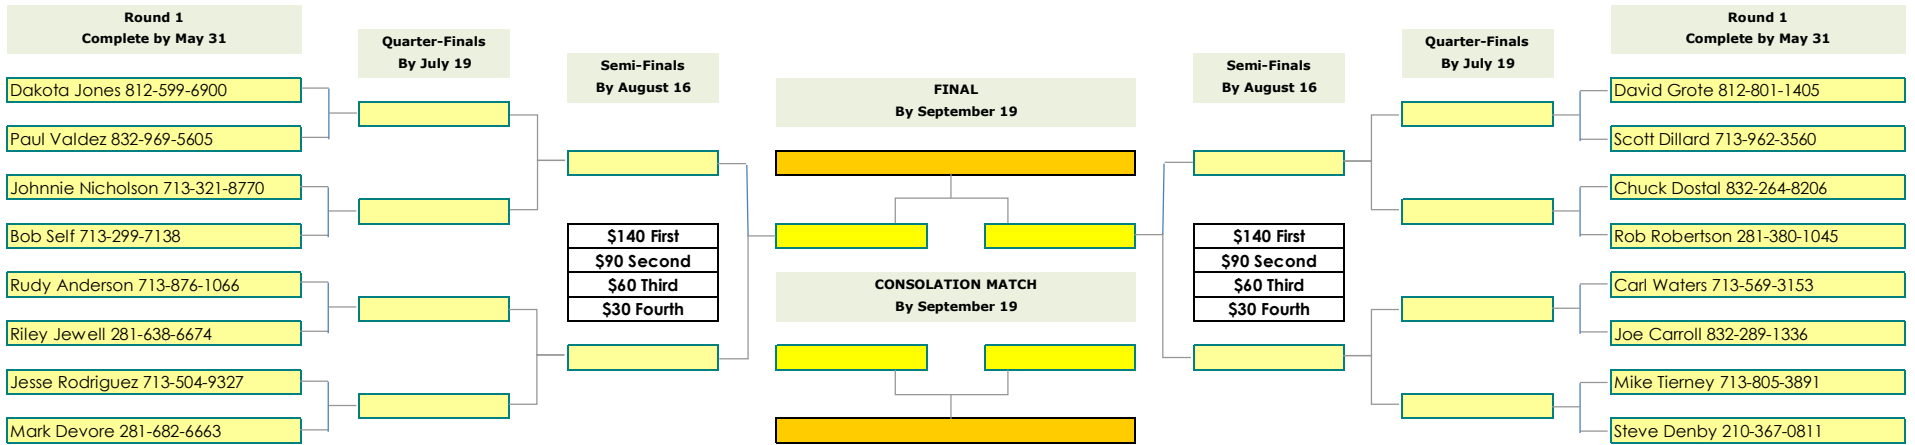 Round 1
Complete by May 31
Quarter-Finals
By July 19
Semi-Finals
By August 16
FINAL
By September 19
Semi-Finals
By August 16
Quarter-Finals
By July 19
Round 1
Complete by May 31
Dakota Jones 812-599-6900
Paul Valdez 832-969-5605
Johnnie Nicholson 713-321-8770
Bob Self 713-299-7138
Rudy Anderson 713-876-1066
Riley Jewell 281-638-6674
Jesse Rodriguez 713-504-9327
Mark Devore 281-682-6663
$140 First
$90 Second
$60 Third
$30 Fourth
CONSOLATION MATCH
By September 19
$140 First
$90 Second
$60 Third
$30 Fourth
David Grote 812-801-1405
Scott Dillard 713-962-3560
Chuck Dostal 832-264-8206
Rob Robertson 281-380-1045
Carl Waters 713-569-3153
Joe Carroll 832-289-1336
Mike Tierney 713-805-3891
Steve Denby 210-367-0811